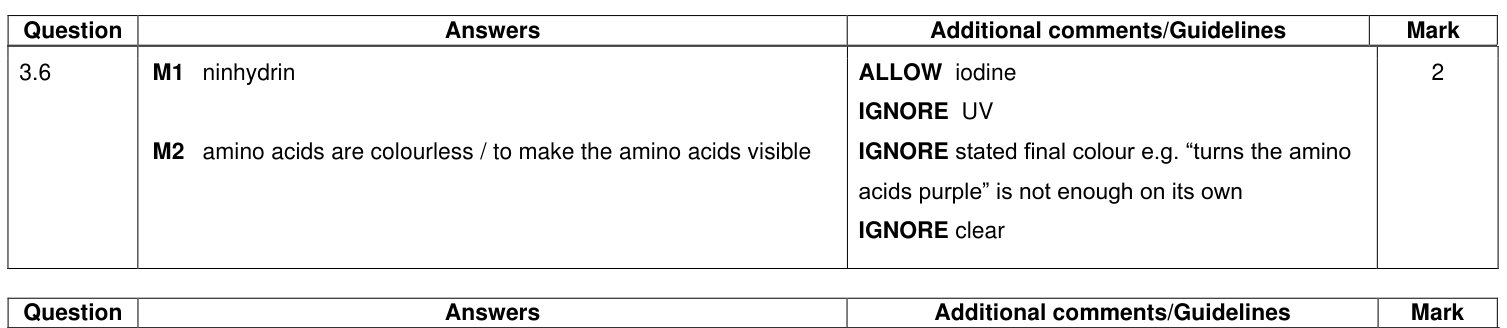 Question Answers Additional comments/Guidelines Mark
3.6 M1 ninhydrin ALLOW iodine 2
IGNORE UV
M2 amino acids are colourless / to make the amino acids visible IGNORE stated final colour e.g. “turns the amino
acids purple” is not enough on its own
IGNORE clear
Question Answers Additional comments/Guidelines Mark